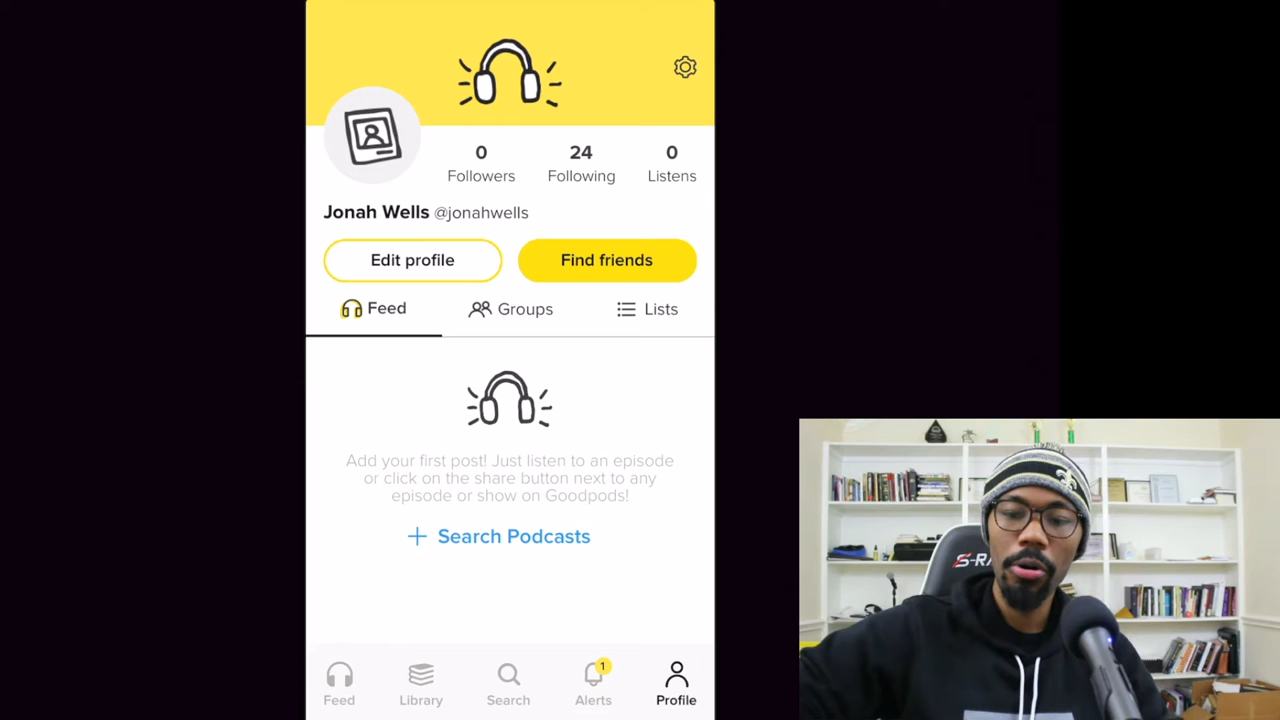 0 24 0
Followers Following Listens
Jonah Wells @jonahwells
Edit profile Find friends
Feed Groups Lists
Add your first post! Just listen to an episode
or click on the share button next to any
episode or show on Goodpods!
+ Search Podcasts
1
Feed Library Search Alerts Profile